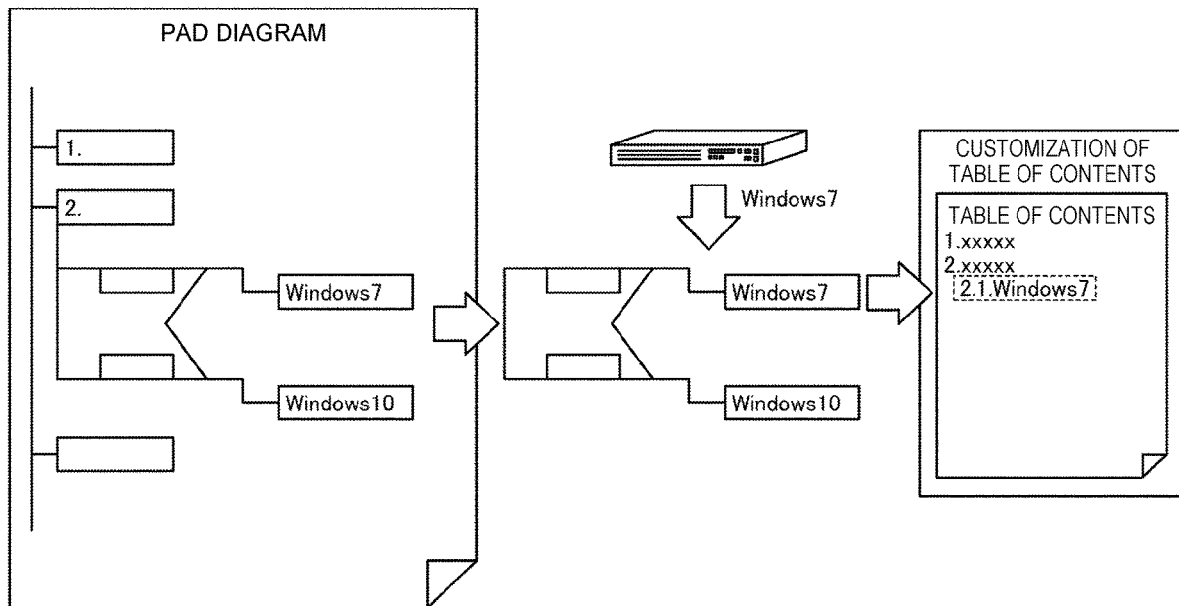 PAD DIAGRAM
1.
2.
Windows7
Windows10
Windows7
Windows7
Windows10
CUSTOMIZATION OF
TABLE OF CONTENTS
TABLE OF CONTENTS
1.xxxxx
2.xxxxx
2.1.Windows7